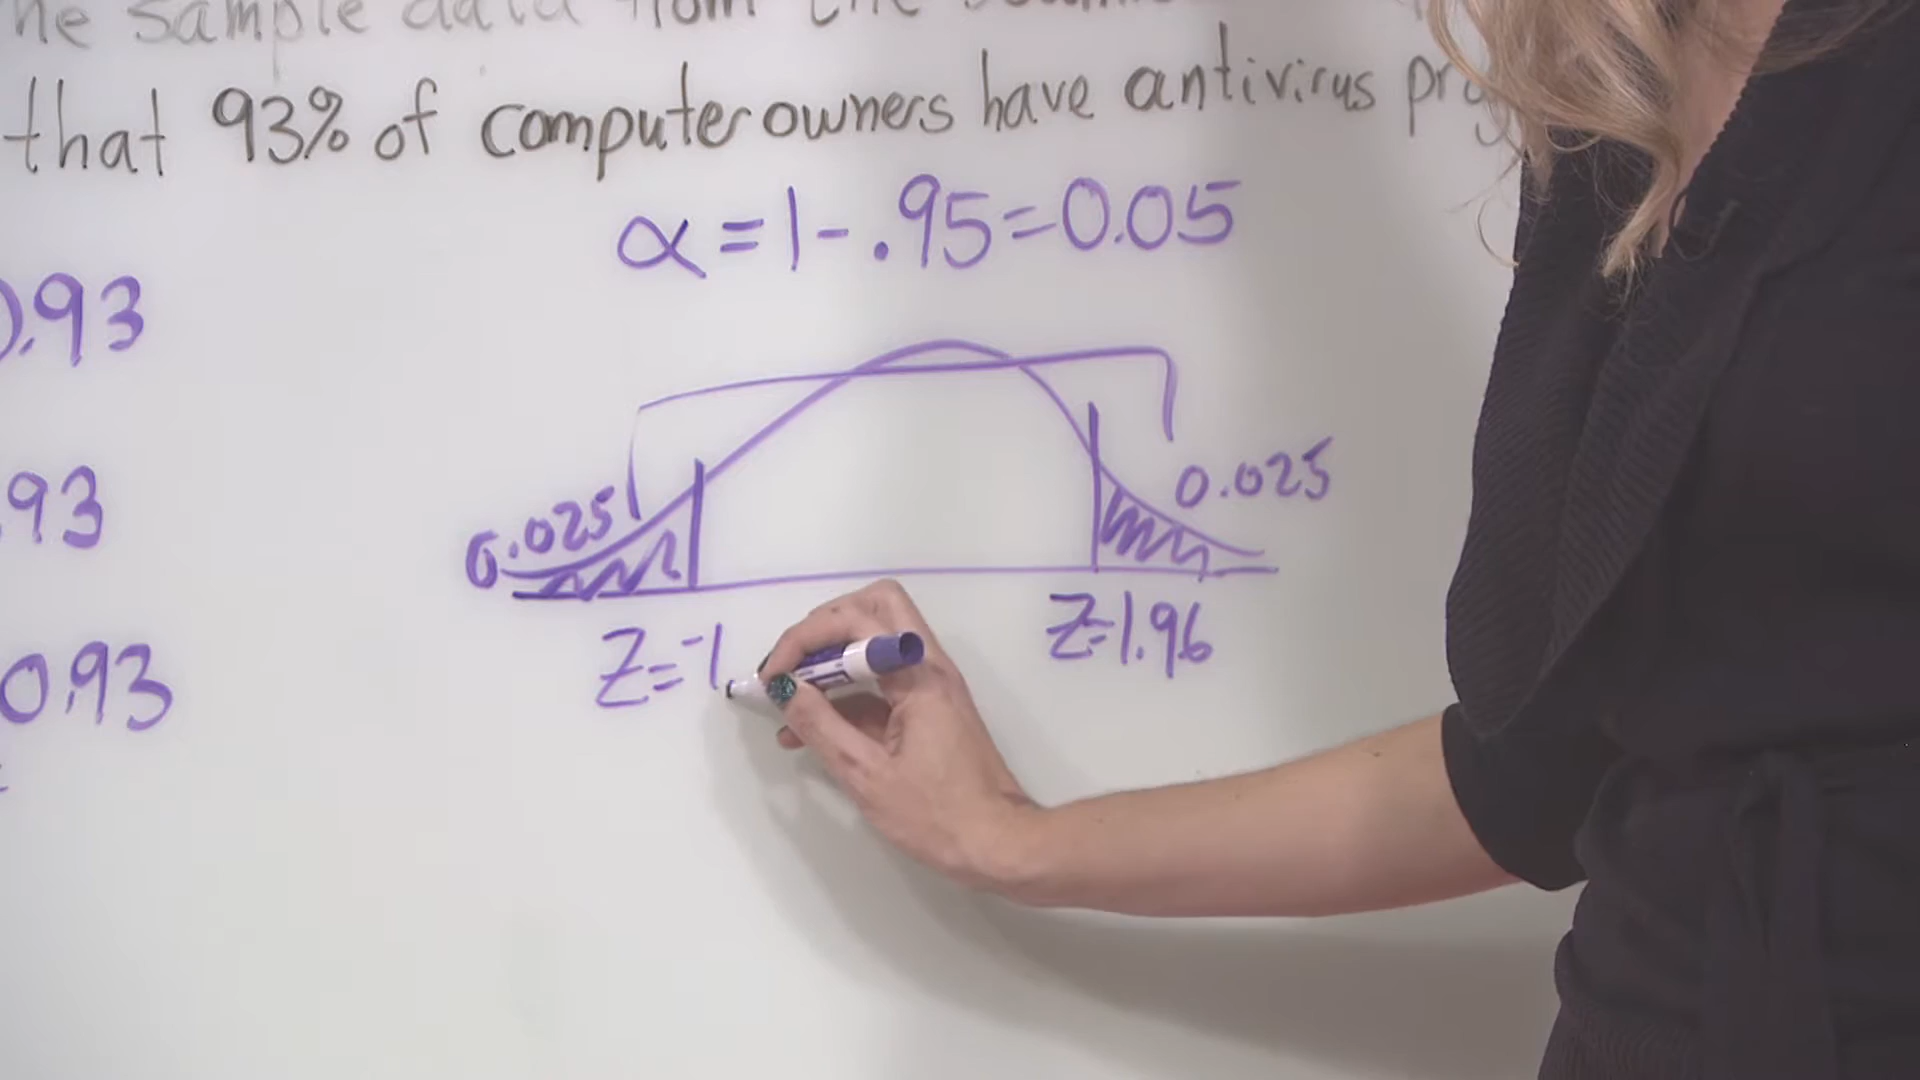 he sample data from the
that 93% of computer owners have antivirus
α = 1 - .95 = 0.05
0.93
.93
0.93
0.025
0.025
Z = -1.
Z = 1.96